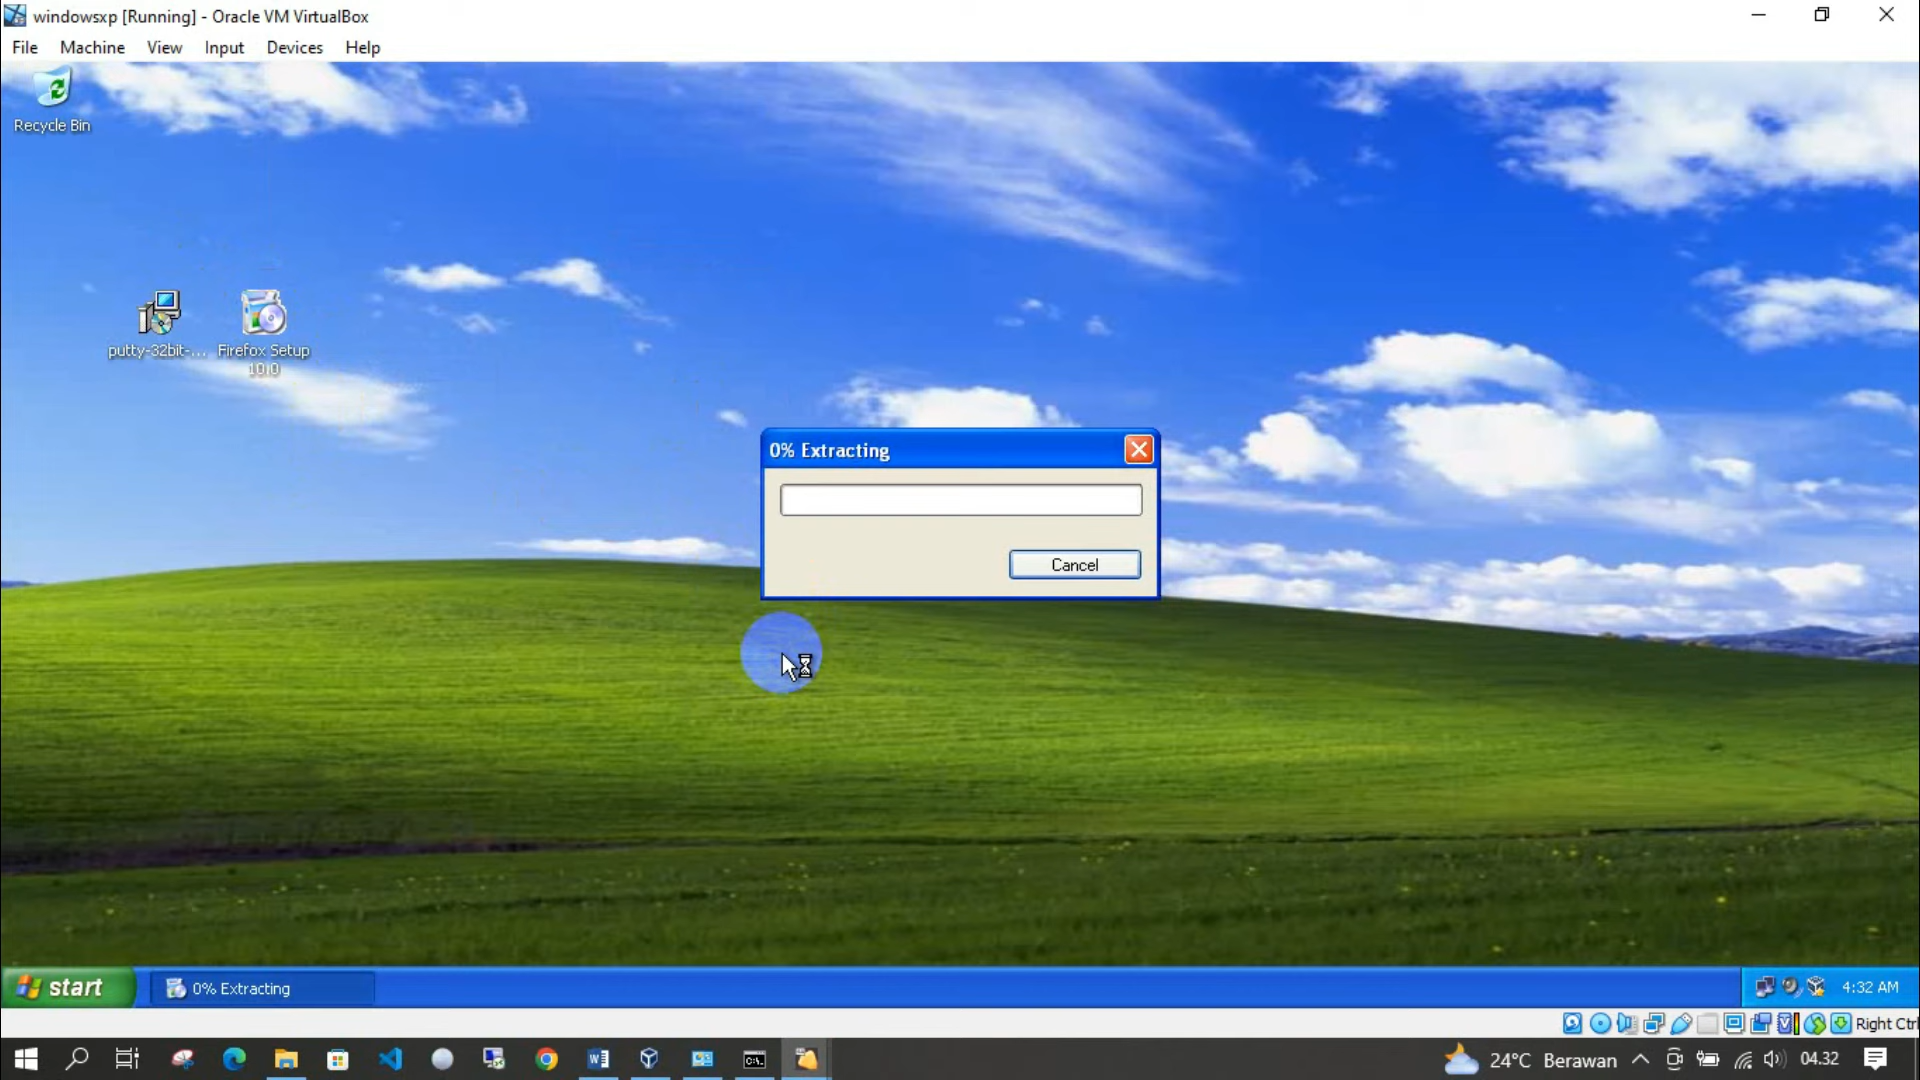 windowsxp [Running] - Oracle VM VirtualBox
File Machine View Input Devices Help
Recycle Bin
putty-32bit-... Firefox Setup
10.0
0% Extracting
Cancel
start 0% Extracting 4:32 AM
Right Ctrl
24°C Berawan 04.32